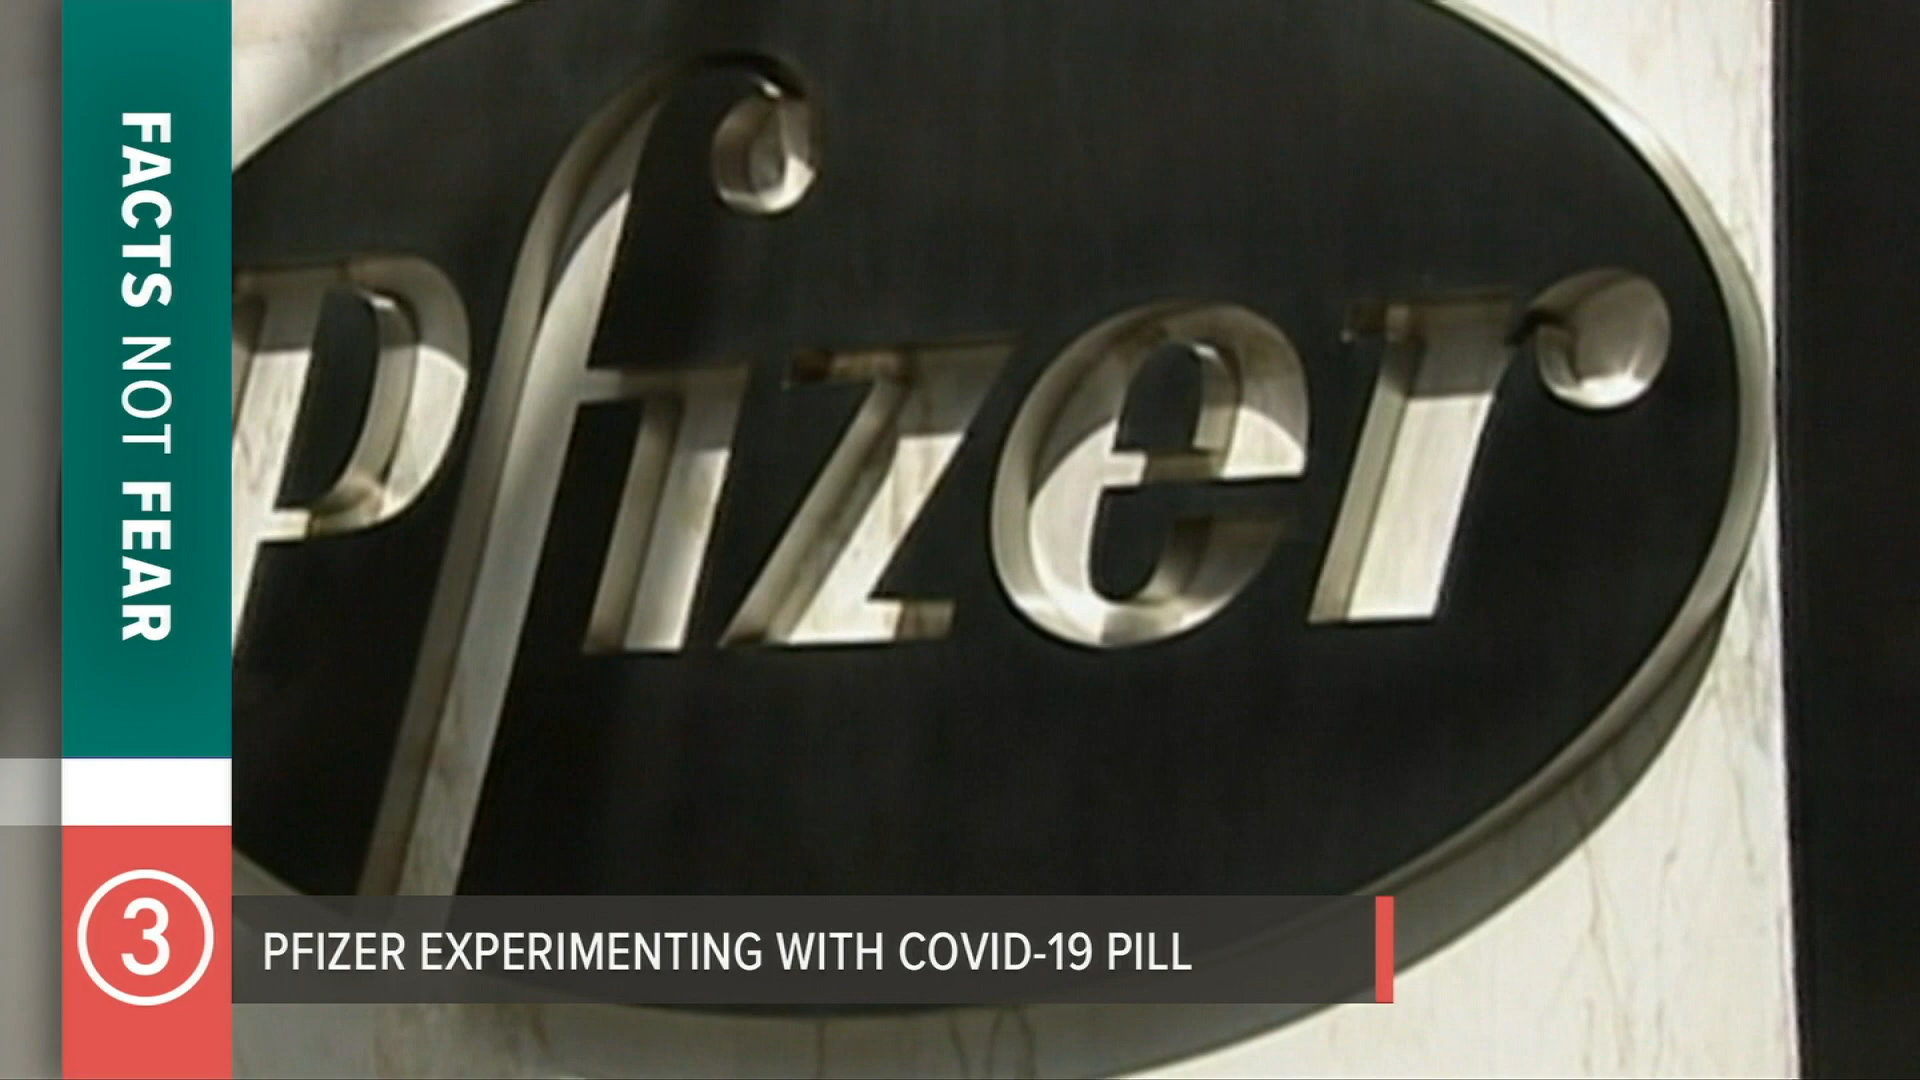 FACTS NOT FEAR
Pfizer
3
PFIZER EXPERIMENTING WITH COVID-19 PILL